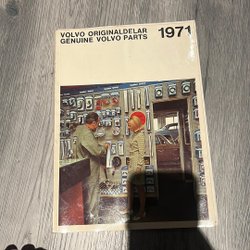 VOLVO ORIGINALDELAR
GENUINE VOLVO PARTS
1971